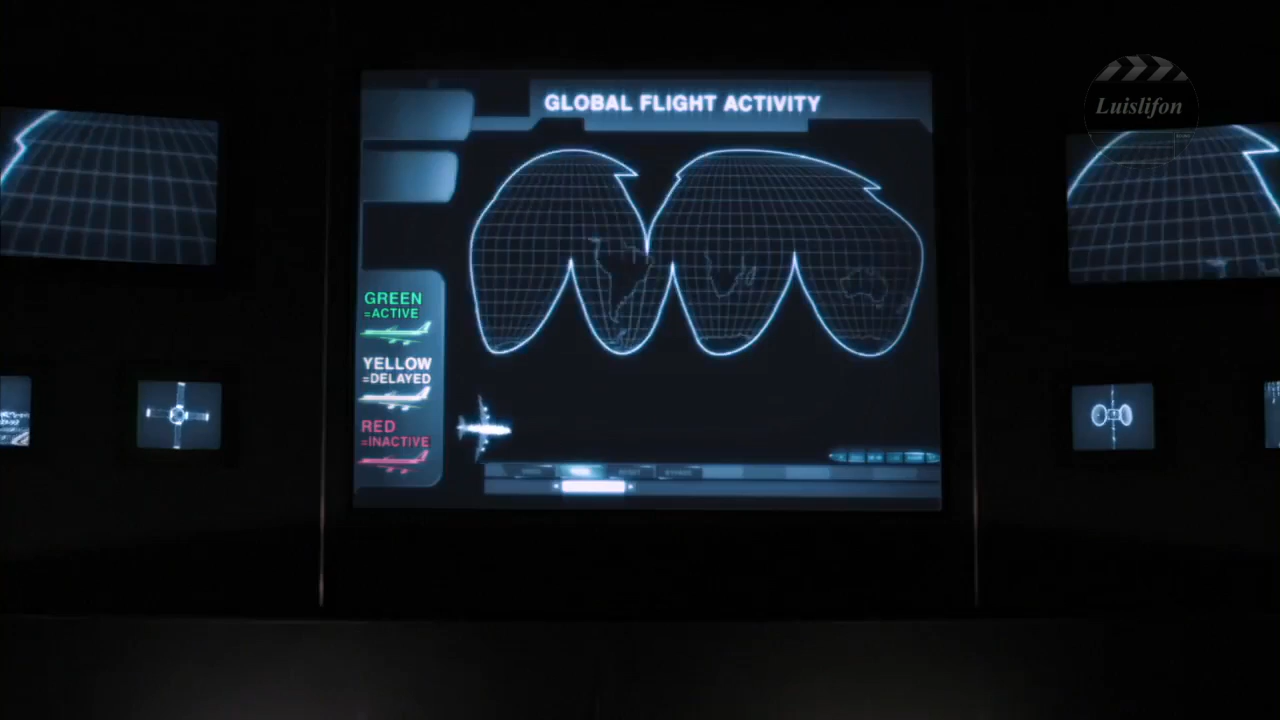 GLOBAL FLIGHT ACTIVITY
Luislifon
GREEN
=ACTIVE
YELLOW
=DELAYED
RED
=INACTIVE